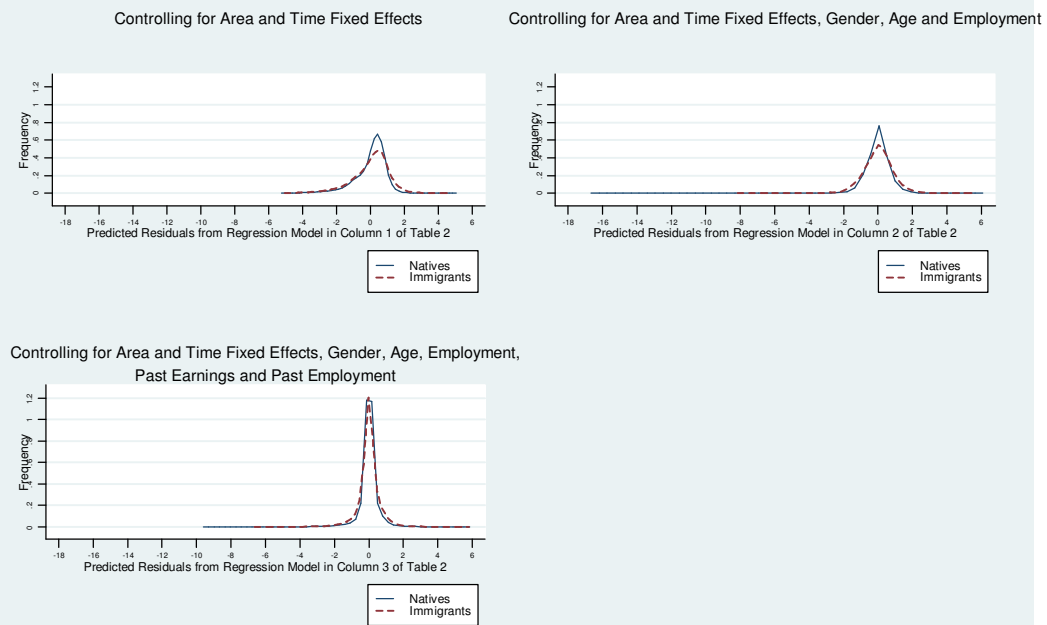 Controlling for Area and Time Fixed Effects
Frequency
0 .2 .4 .6 .8 1 1.2
-18 -16 -14 -12 -10 -8 -6 -4 -2 0 2 4 6
Predicted Residuals from Regression Model in Column 1 of Table 2
Natives
Immigrants
Controlling for Area and Time Fixed Effects, Gender, Age and Employment
Frequency
0 .2 .4 .6 .8 1 1.2
-18 -16 -14 -12 -10 -8 -6 -4 -2 0 2 4 6
Predicted Residuals from Regression Model in Column 2 of Table 2
Natives
Immigrants
Controlling for Area and Time Fixed Effects, Gender, Age, Employment,
Past Earnings and Past Employment
Frequency
0 .2 .4 .6 .8 1 1.2
-18 -16 -14 -12 -10 -8 -6 -4 -2 0 2 4 6
Predicted Residuals from Regression Model in Column 3 of Table 2
Natives
Immigrants